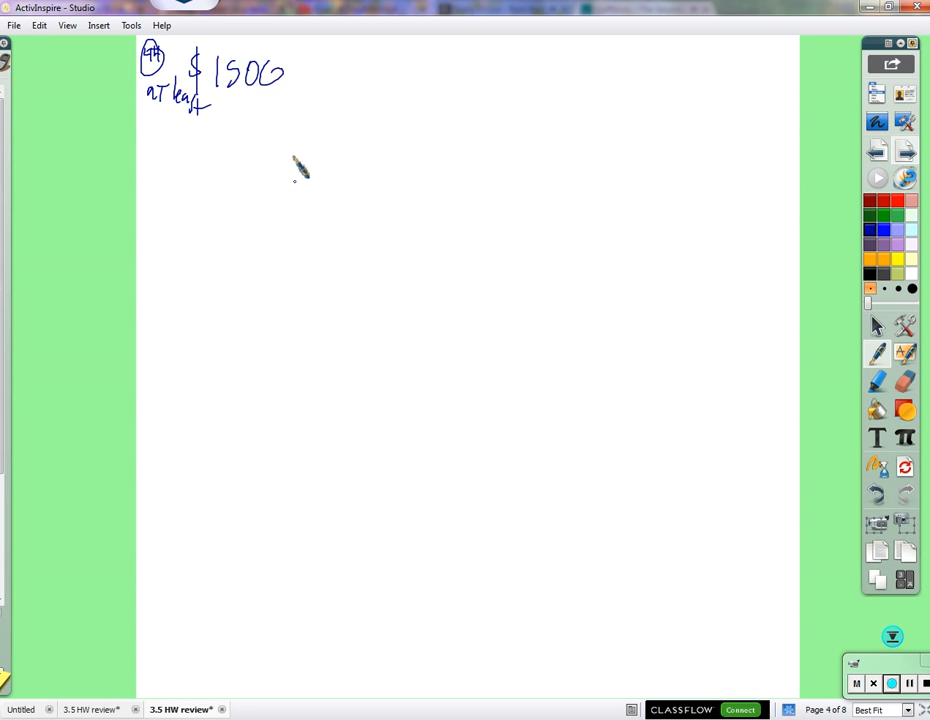 ActivInspire - Studio
File Edit View Insert Tools Help
44 $ 1500
aT least
Untitled 3.5 HW review* 3.5 HW review*
CLASSFLOW Connect
Page 4 of 8 Best Fit
M